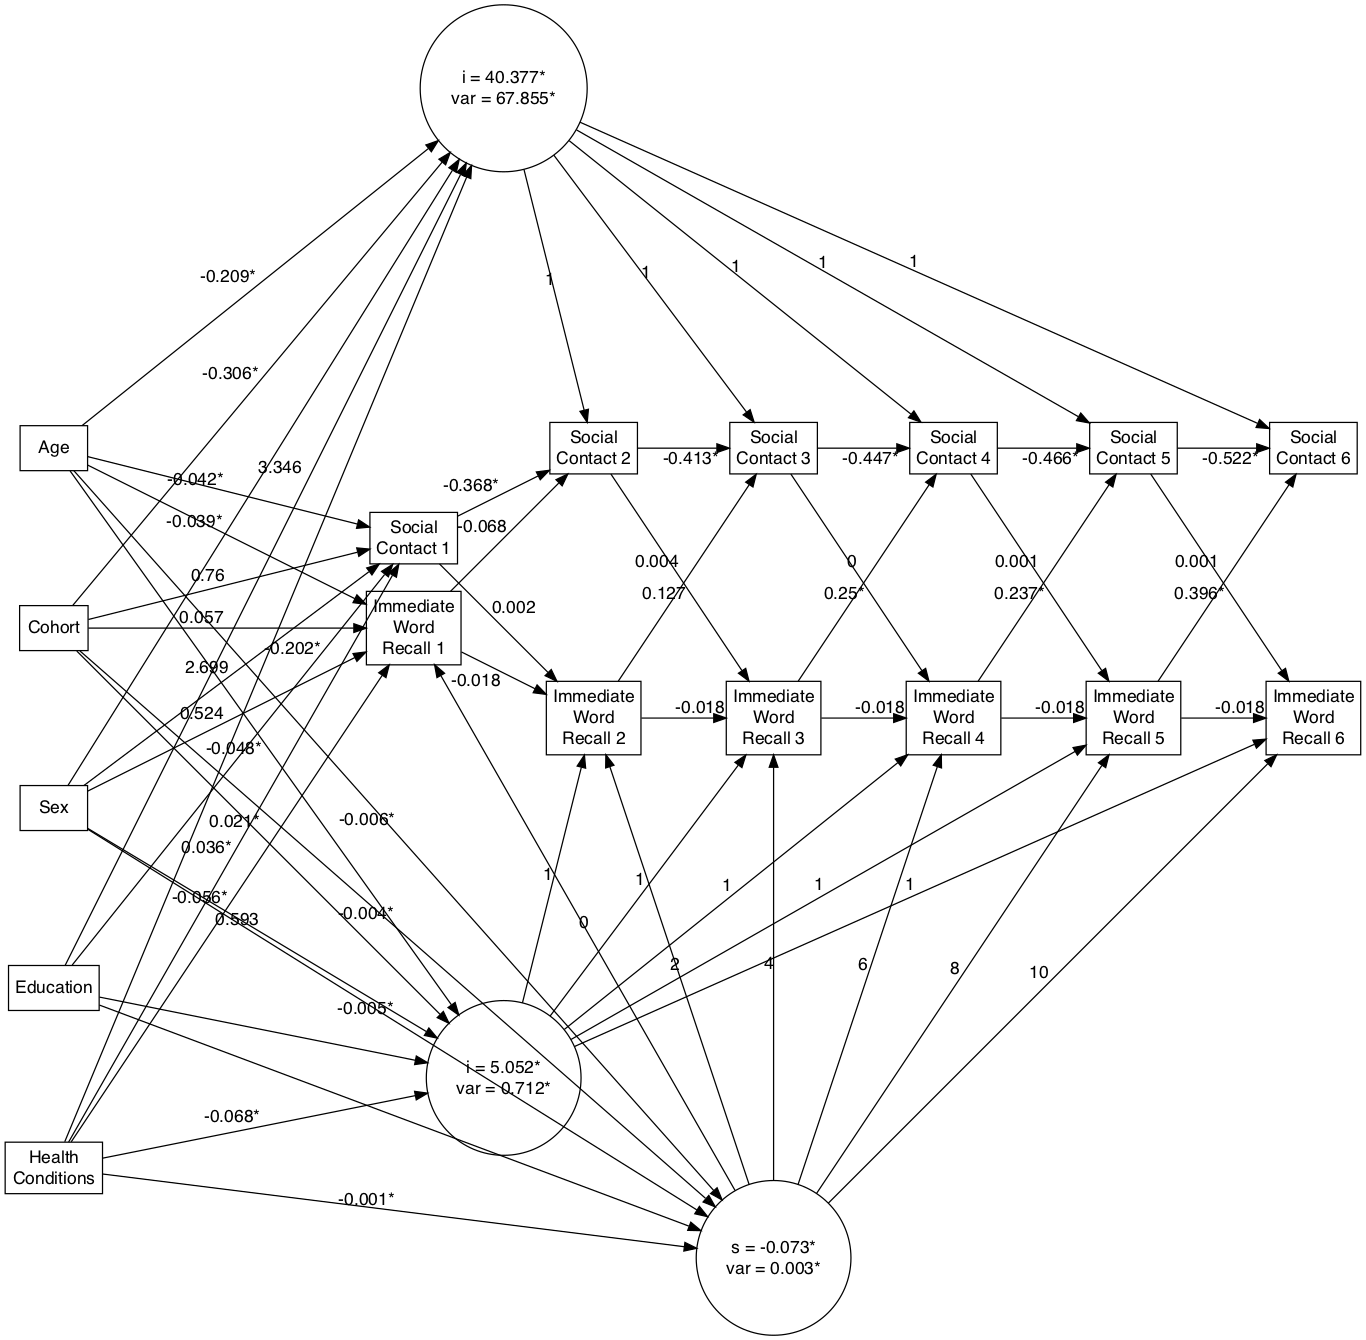 i = 40.377*
var = 67.855*
1
1
1
1
1
-0.209*
-0.306*
Age
Social
Contact 2
-0.413*
Social
Contact 3
-0.447*
Social
Contact 4
-0.466*
Social
Contact 5
-0.522*
Social
Contact 6
3.346
-0.042*
-0.368*
-0.039*
Social
Contact 1
-0.068
0.004
0
0.001
0.001
0.76
0.127
0.25*
0.237*
0.396*
0.002
Cohort
0.057
Immediate
Word
Recall 1
-0.202*
2.699
-0.018
Immediate
Word
Recall 2
-0.018
Immediate
Word
Recall 3
-0.018
Immediate
Word
Recall 4
-0.018
Immediate
Word
Recall 5
-0.018
Immediate
Word
Recall 6
0.524
-0.048*
Sex
0.021*
-0.006*
0.036*
-0.056*
1
1
1
1
1
0.593
-0.004*
0
2
4
6
8
10
Education
-0.005*
i = 5.052*
var = 0.712*
-0.068*
Health
Conditions
-0.001*
s = -0.073*
var = 0.003*